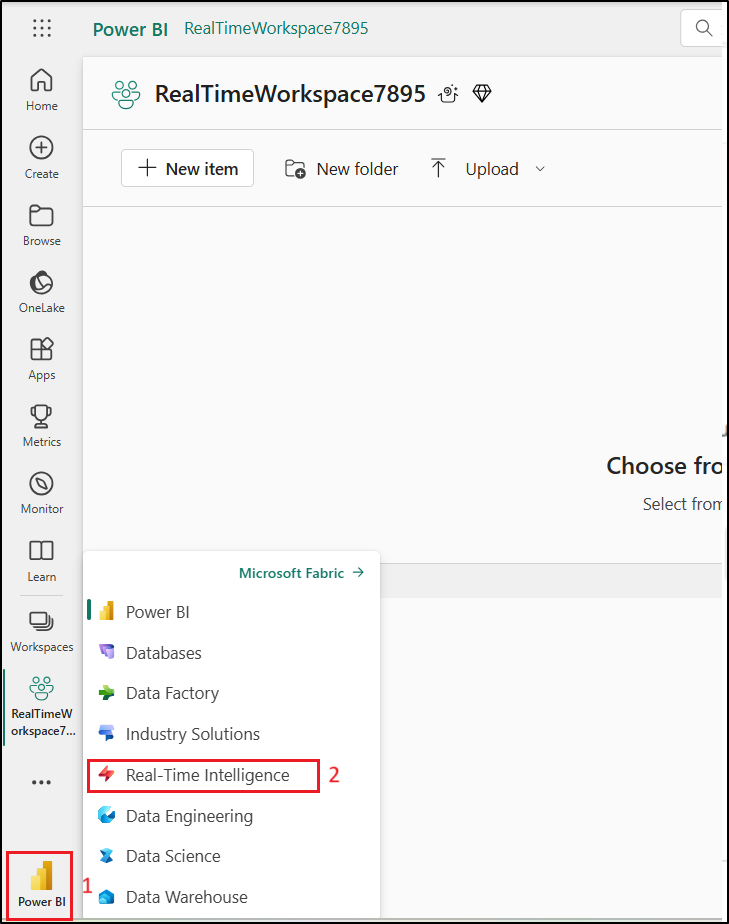 Power BI RealTimeWorkspace7895
Home
Create
Browse
OneLake
Apps
Metrics
Monitor
Learn
Workspaces
RealTimeW
orkspace7...
Power BI
1
RealTimeWorkspace7895
New item New folder Upload
Choose fro
Select from
Microsoft Fabric
Power BI
Databases
Data Factory
Industry Solutions
Real-Time Intelligence 2
Data Engineering
Data Science
Data Warehouse